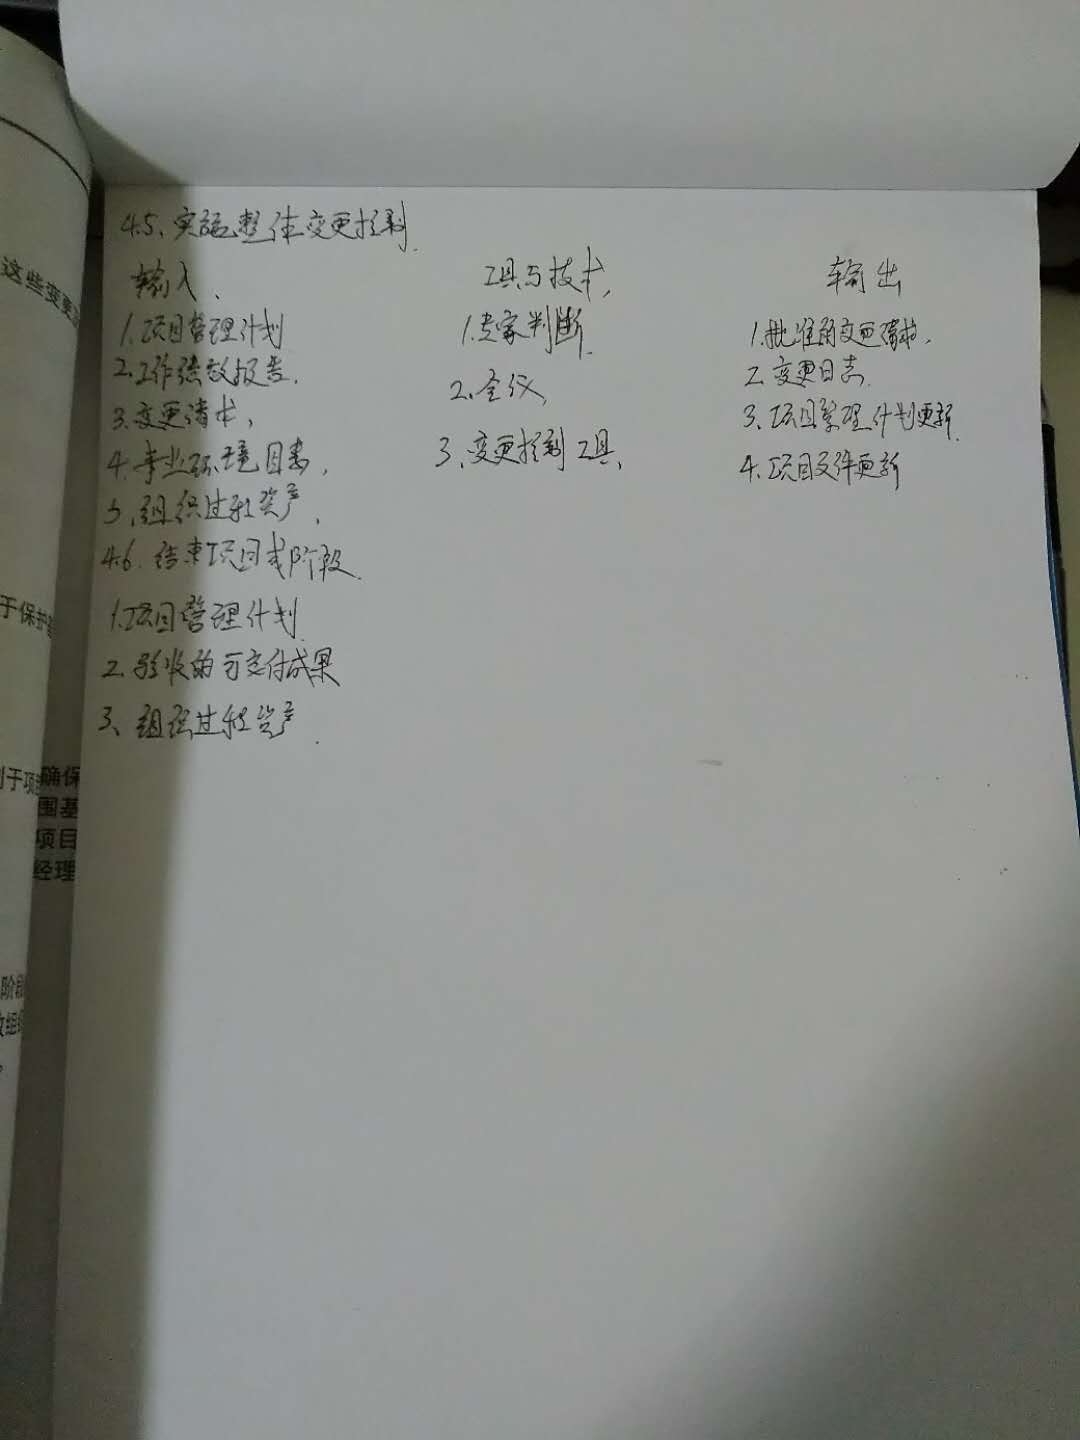 4.5、实施整体变更控制
输入、
工具与技术、
输出
1.项目管理计划
2.工作绩效报告.
3.变更请求,
4.事业环境因素,
5.组织过程资产,
1.专家判断.
2.会议,
3.变更控制工具,
1.批准的变更请求,
2.变更日志.
3.项目管理计划更新.
4.项目文件更新
4.6.结束项目或阶段.
1.项目管理计划.
2.验收的可交付成果
3、组织过程资产.
这些变更
于保护
于项
确保
围基
项目
经理
阶段